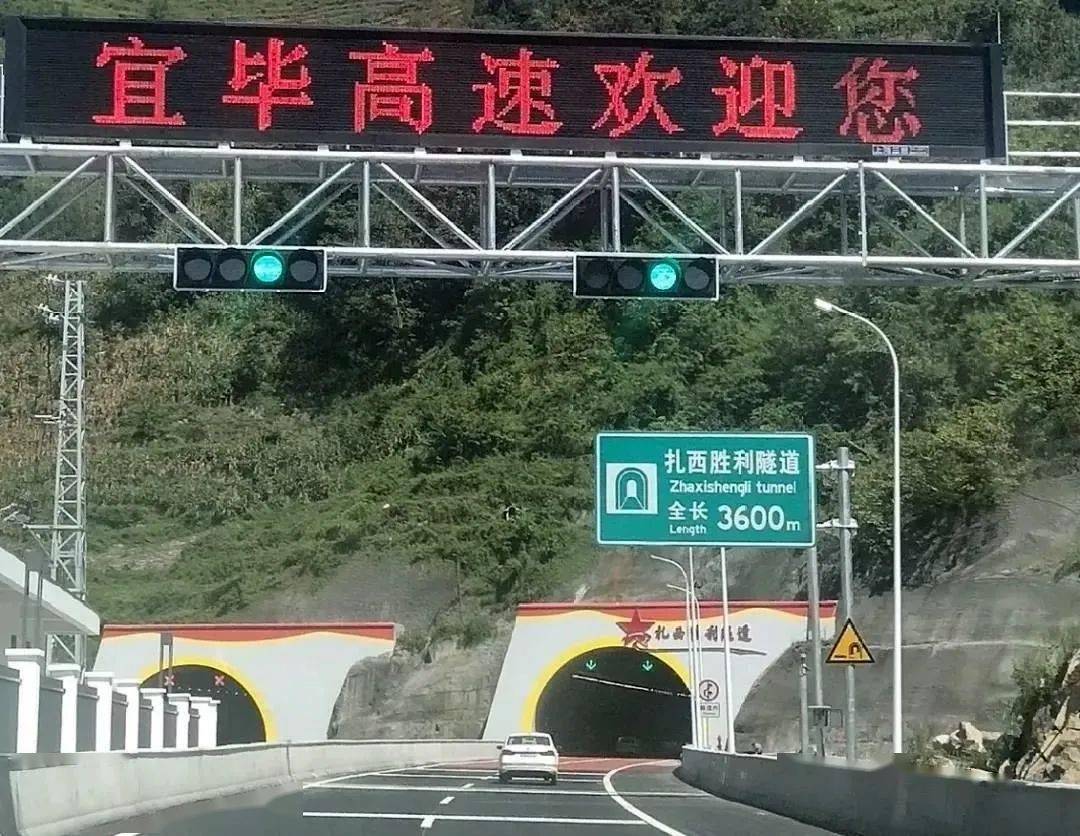 宜毕高速欢迎您
扎西胜利隧道
Zhaxishengli tunnel
全长 3600m
Length
扎西胜利隧道